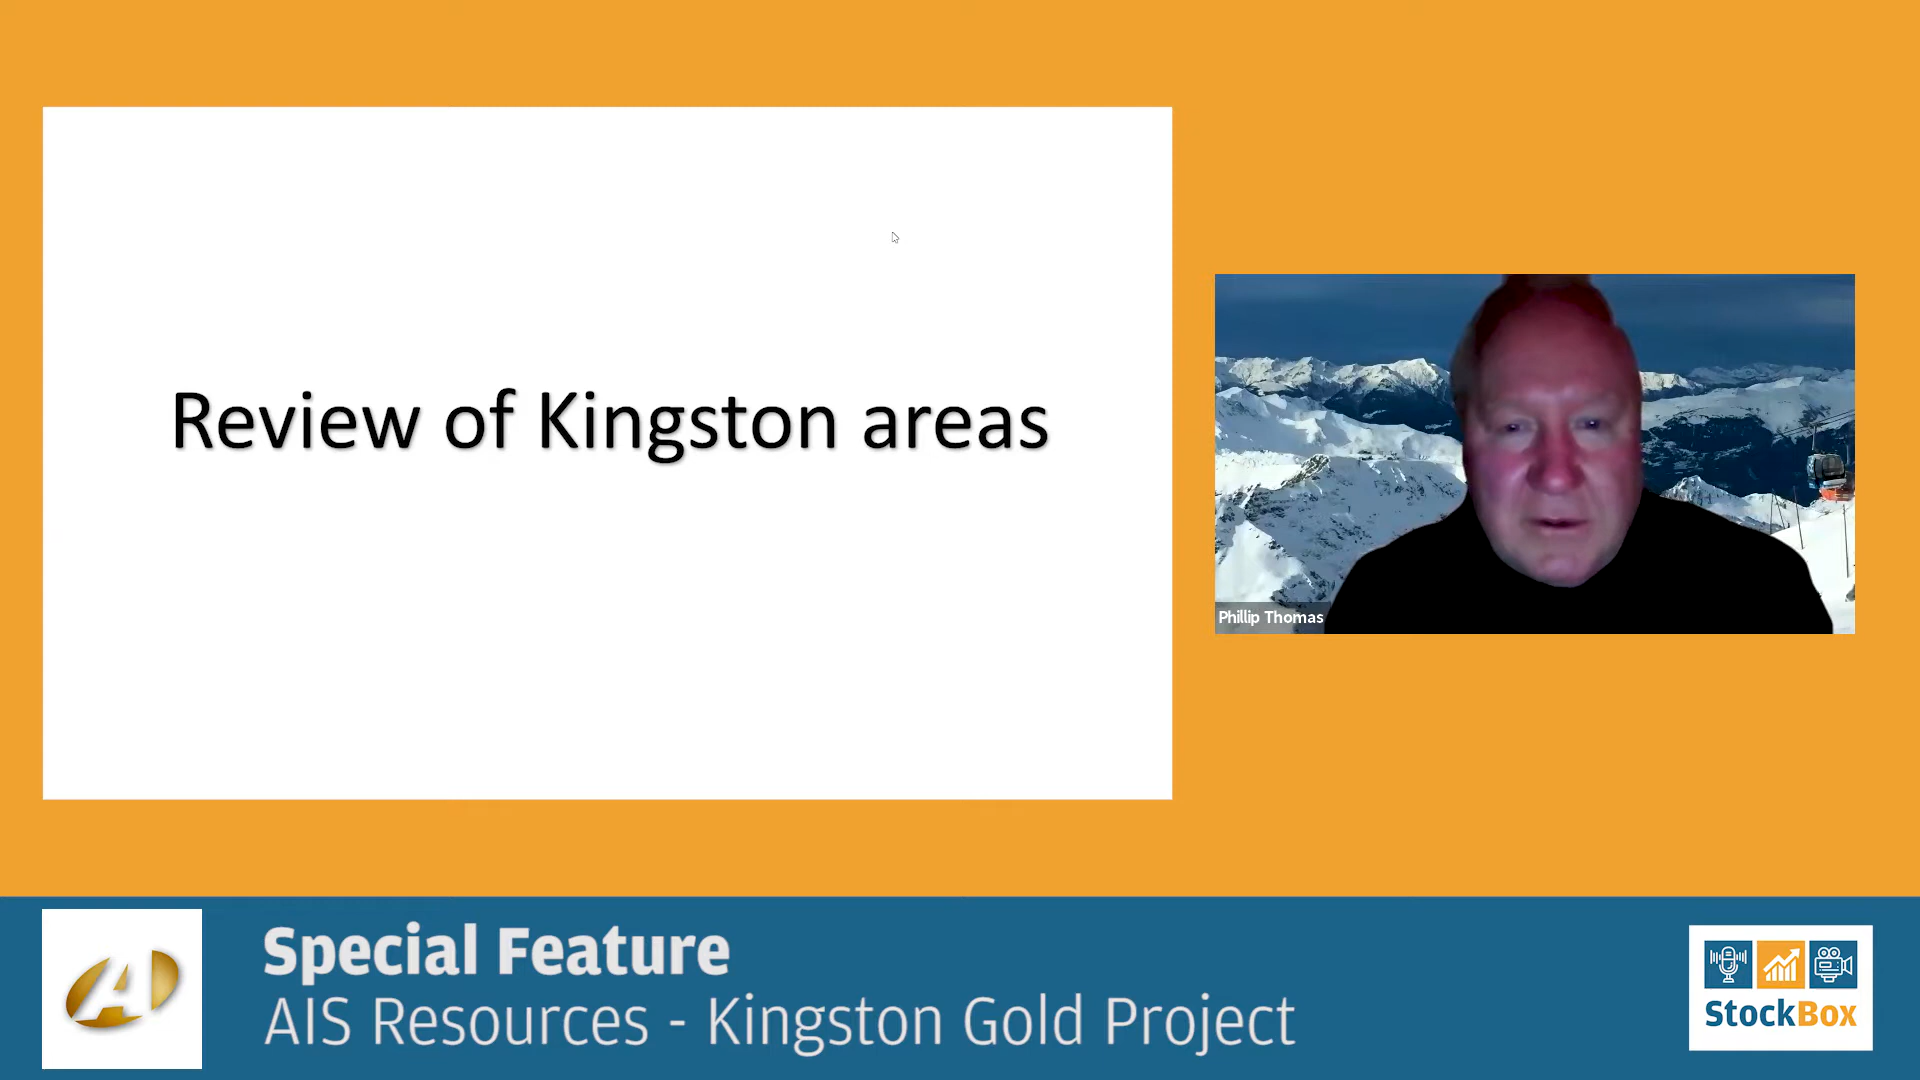 Review of Kingston areas
Phillip Thomas
Special Feature
AIS Resources - Kingston Gold Project
StockBox